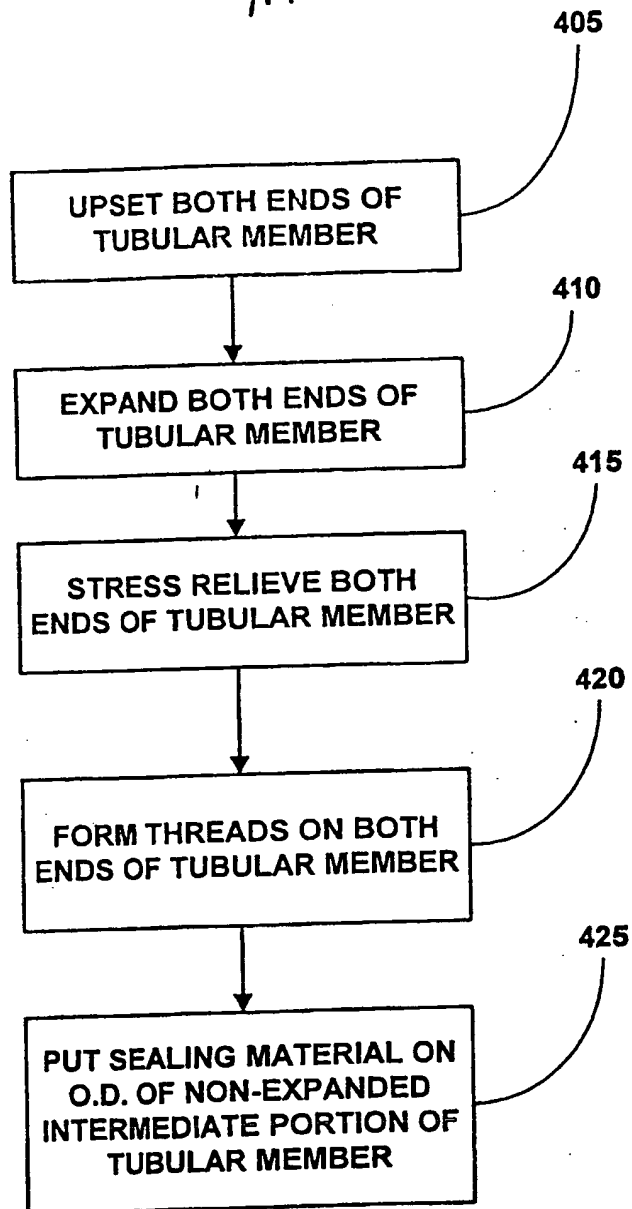 405
UPSET BOTH ENDS OF
TUBULAR MEMBER
410
EXPAND BOTH ENDS OF
TUBULAR MEMBER
415
STRESS RELIEVE BOTH
ENDS OF TUBULAR MEMBER
420
FORM THREADS ON BOTH
ENDS OF TUBULAR MEMBER
425
PUT SEALING MATERIAL ON
O.D. OF NON-EXPANDED
INTERMEDIATE PORTION OF
TUBULAR MEMBER